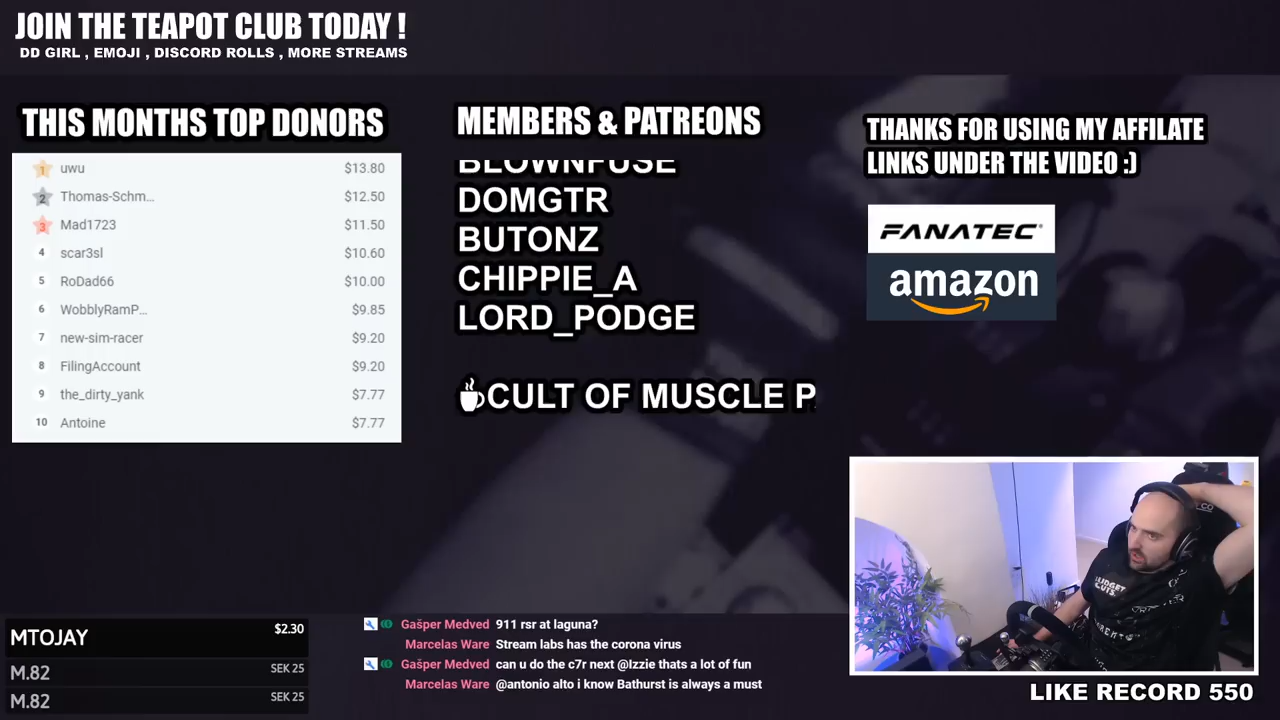 JOIN THE TEAPOT CLUB TODAY !
DD GIRL , EMOJI , DISCORD ROLLS , MORE STREAMS
THIS MONTHS TOP DONORS
1 uwu $13.80
2 Thomas-Schm... $12.50
3 Mad1723 $11.50
4 scar3sl $10.60
5 RoDad66 $10.00
6 WobblyRamP... $9.85
7 new-sim-racer $9.20
8 FilingAccount $9.20
9 the_dirty_yank $7.77
10 Antoine $7.77
MEMBERS & PATREONS
BLOWNFUSE
DOMGTR
BUTONZ
CHIPPIE_A
LORD_PODGE
CULT OF MUSCLE P
THANKS FOR USING MY AFFILATE
LINKS UNDER THE VIDEO :)
FANATEC
amazon
MTOJAY $2.30
M.82 SEK 25
M.82 SEK 25
Gašper Medved 911 rsr at laguna?
Marcelas Ware Stream labs has the corona virus
Gašper Medved can u do the c7r next @Izzie thats a lot of fun
Marcelas Ware @antonio alto i know Bathurst is always a must
LIKE RECORD 550